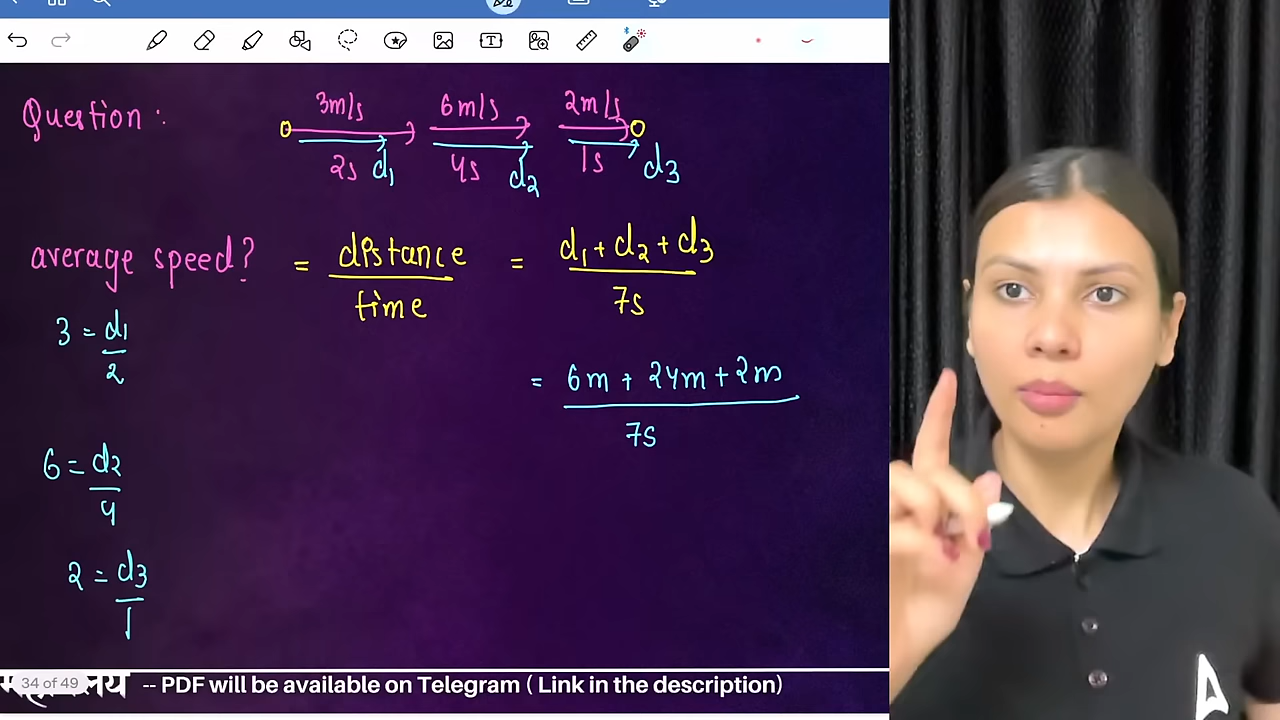 Question :
3m/s 6m/s 2m/s
2s d1 4s d2 1s d3
average speed? = distance/time = d1 + d2 + d3/7s
3 = d1/2
= 6m + 24m + 2m/7s
6 = d2/4
2 = d3/1
34 of 49 -- PDF will be available on Telegram ( Link in the description)